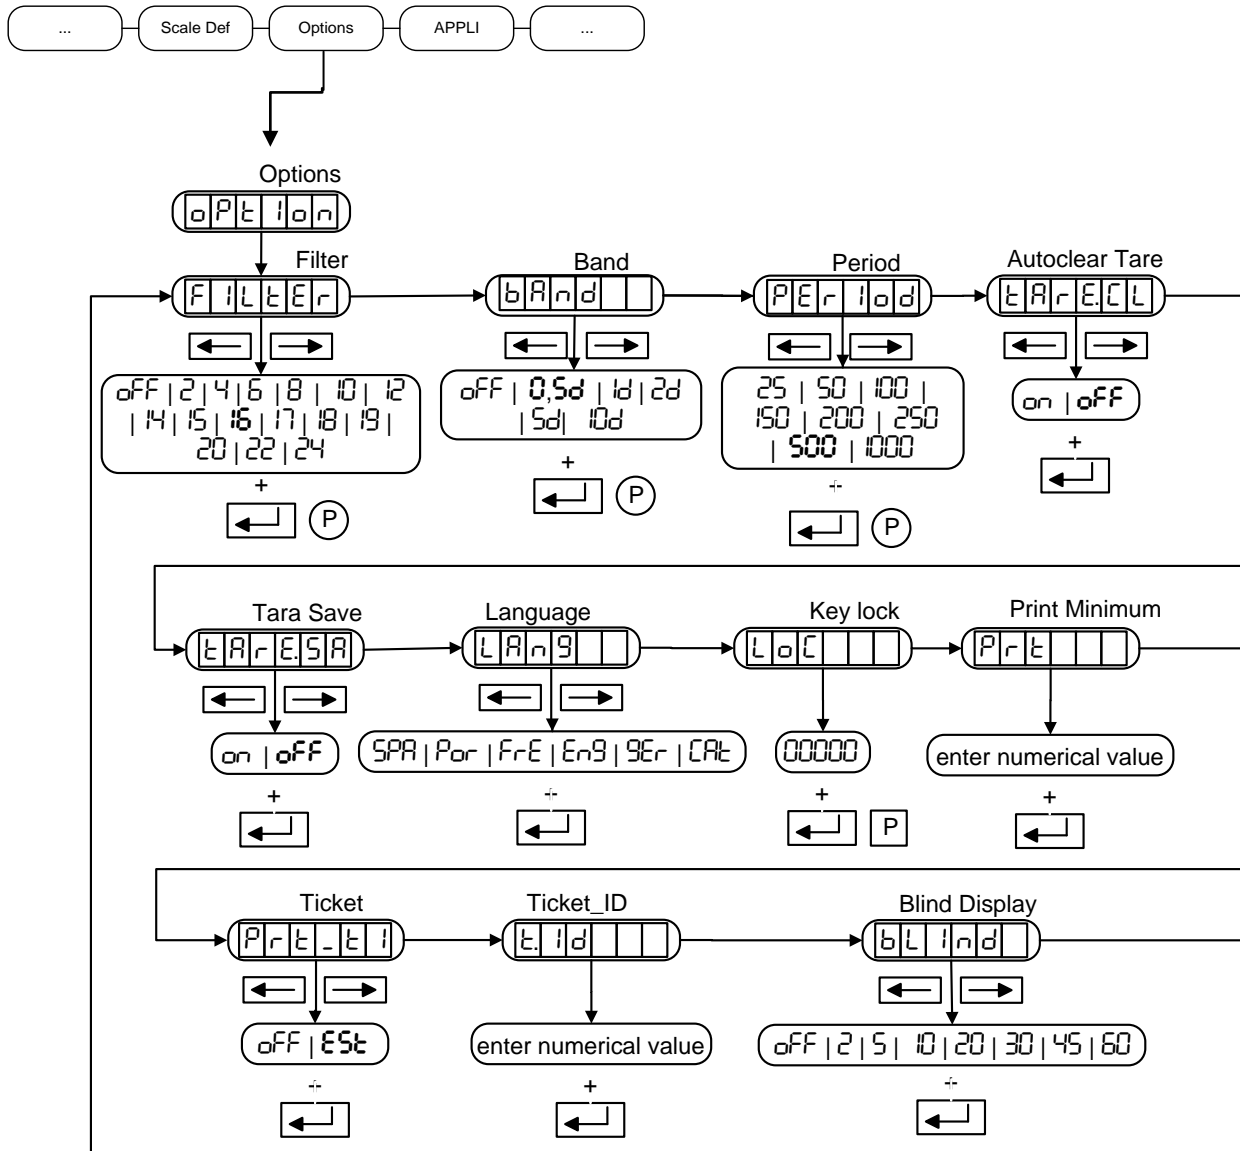 ... Scale Def Options APPLI ...
Options
oPtIon
Filter Band Period Autoclear Tare
FILtEr bAnd PErIod tArE.CL
oFF | 2 | 4 | 6 | 8 | 10 | 12
| 14 | 15 | 16 | 17 | 18 | 19 |
20 | 22 | 24
+
P
oFF | 0,5d | 1d | 2d
| 5d | 10d
+
P
25 | 50 | 100 |
150 | 200 | 250
| 500 | 1000
+
P
on | oFF
+
Tara Save Language Key lock Print Minimum
tArE.SA LAng LoC Prt
on | oFF
+
SPA | Por | FrE | Eng | gEr | CAt
+
00000
+
P
enter numerical value
+
Ticket Ticket_ID Blind Display
Prt_tI t.Id bLInd
oFF | ESt
+
enter numerical value
+
oFF | 2 | 5 | 10 | 20 | 30 | 45 | 60
+